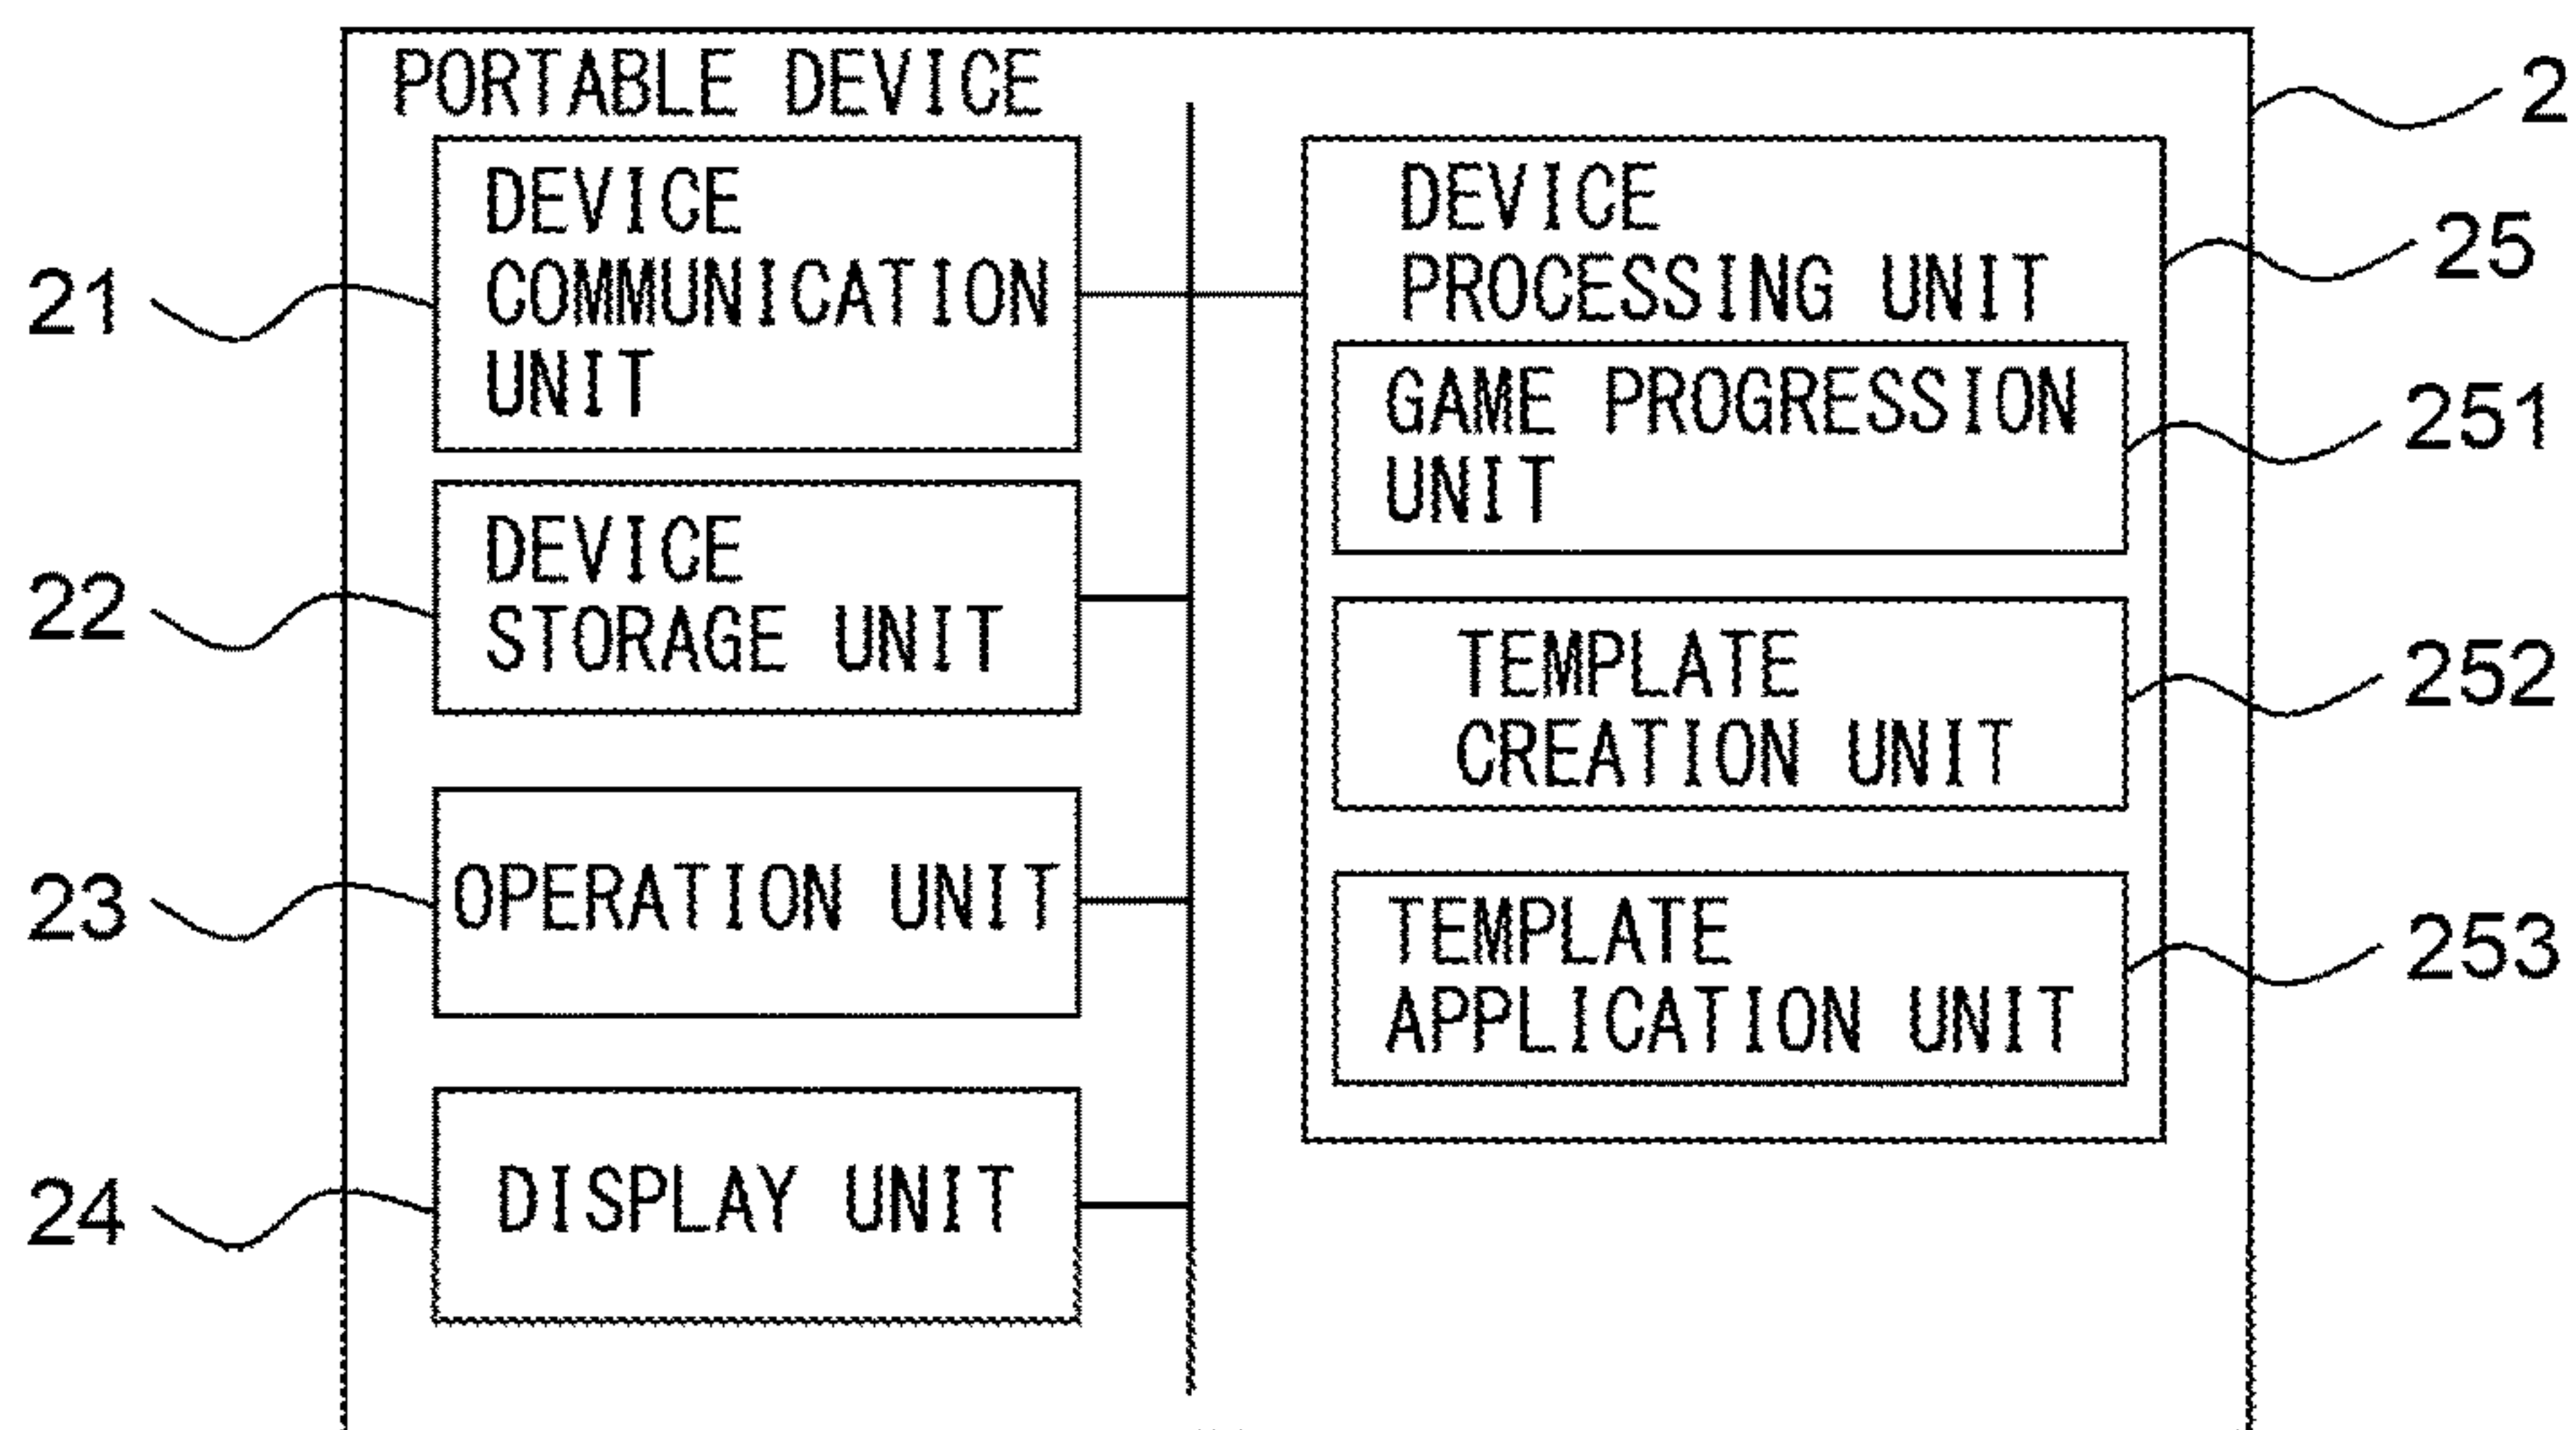 PORTABLE DEVICE
2
21
DEVICE
COMMUNICATION
UNIT
22
DEVICE
STORAGE UNIT
23
OPERATION UNIT
24
DISPLAY UNIT
DEVICE
PROCESSING UNIT
25
GAME PROGRESSION
UNIT
251
TEMPLATE
CREATION UNIT
252
TEMPLATE
APPLICATION UNIT
253